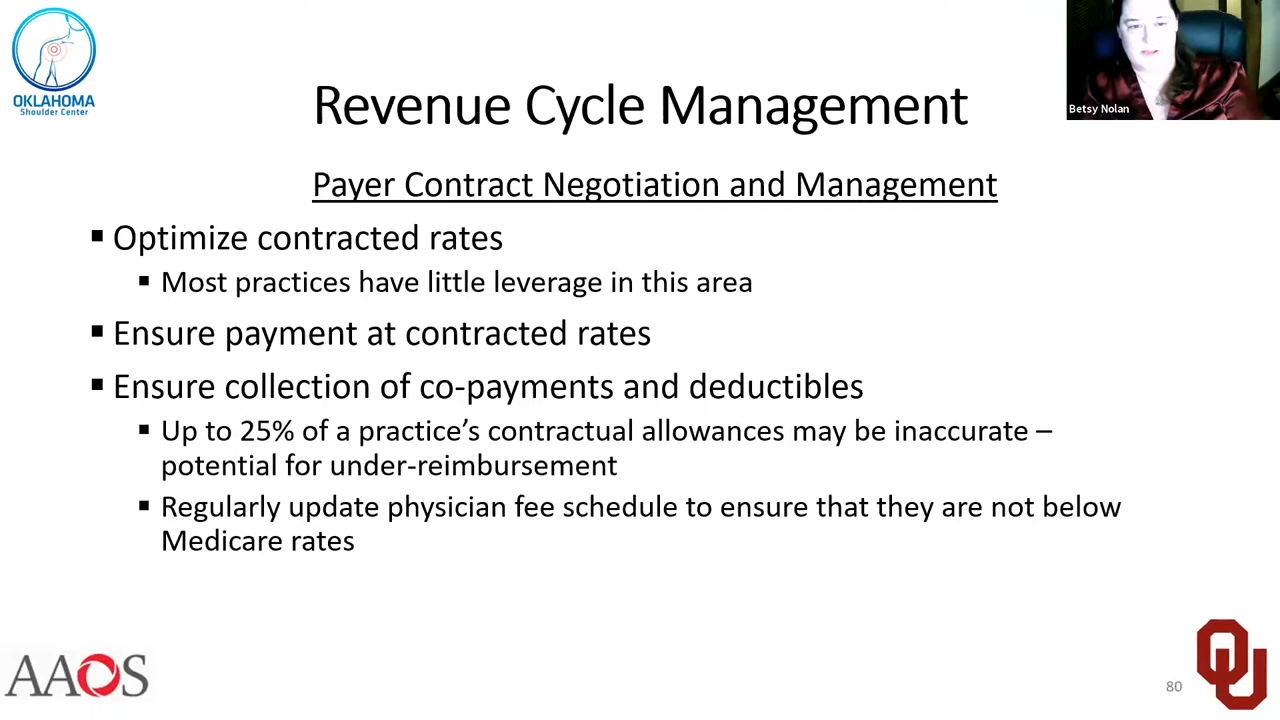 OKLAHOMA
Shoulder Center
Betsy Nolan
Revenue Cycle Management
Payer Contract Negotiation and Management
▪ Optimize contracted rates
▪ Most practices have little leverage in this area
▪ Ensure payment at contracted rates
▪ Ensure collection of co-payments and deductibles
▪ Up to 25% of a practice’s contractual allowances may be inaccurate –
potential for under-reimbursement
▪ Regularly update physician fee schedule to ensure that they are not below
Medicare rates
AAOS
80
OU